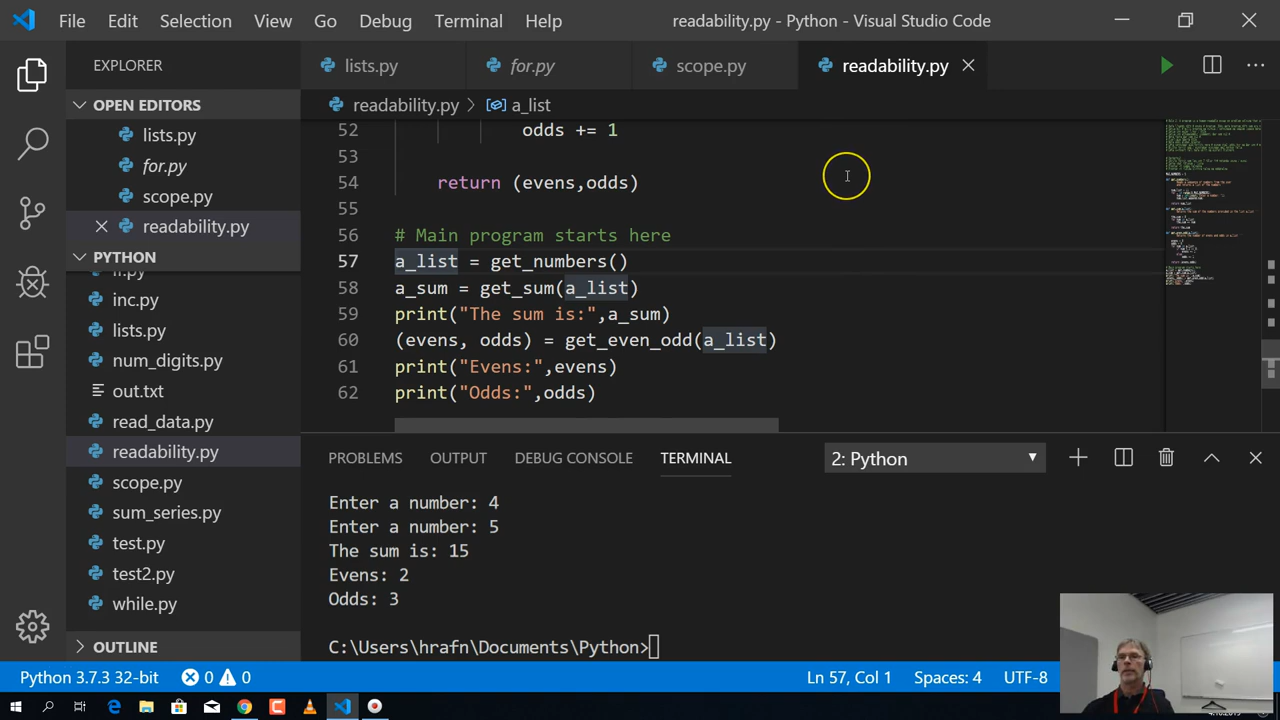 File Edit Selection View Go Debug Terminal Help
readability.py - Python - Visual Studio Code
EXPLORER
lists.py
for.py
scope.py
readability.py
OPEN EDITORS
lists.py
for.py
scope.py
readability.py
PYTHON
inc.py
lists.py
num_digits.py
out.txt
read_data.py
readability.py
scope.py
sum_series.py
test.py
test2.py
while.py
OUTLINE
readability.py > a_list
52 odds += 1
53
54 return (evens,odds)
55
56 # Main program starts here
57 a_list = get_numbers()
58 a_sum = get_sum(a_list)
59 print("The sum is:",a_sum)
60 (evens, odds) = get_even_odd(a_list)
61 print("Evens:",evens)
62 print("Odds:",odds)
PROBLEMS OUTPUT DEBUG CONSOLE TERMINAL
2: Python
Enter a number: 4
Enter a number: 5
The sum is: 15
Evens: 2
Odds: 3
C:\Users\hrafn\Documents\Python>
Python 3.7.3 32-bit
0
0
Ln 57, Col 1
Spaces: 4
UTF-8